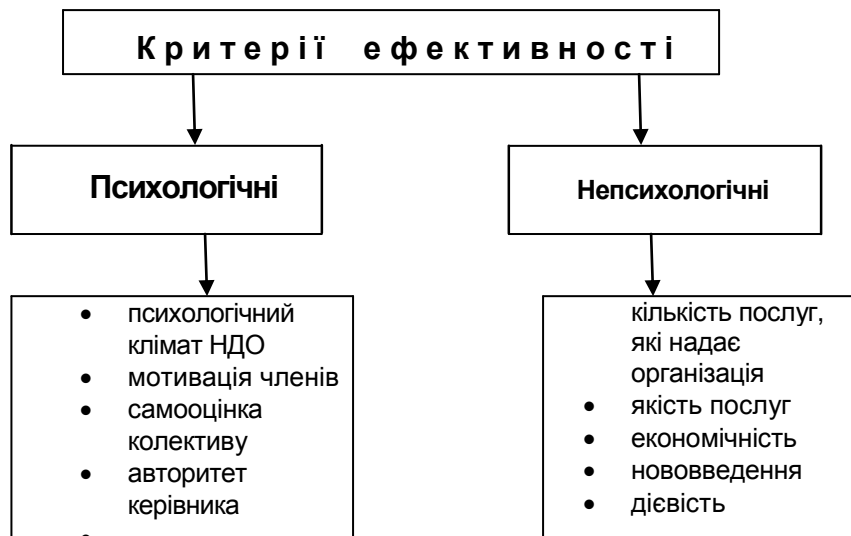 Критерії ефективності
Психологічні
Непсихологічні
• психологічний
клімат НДО
• мотивація членів
• самооцінка
колективу
• авторитет
керівника
•
кількість послуг,
які надає
організація
• якість послуг
• економічність
• нововведення
• дієвість